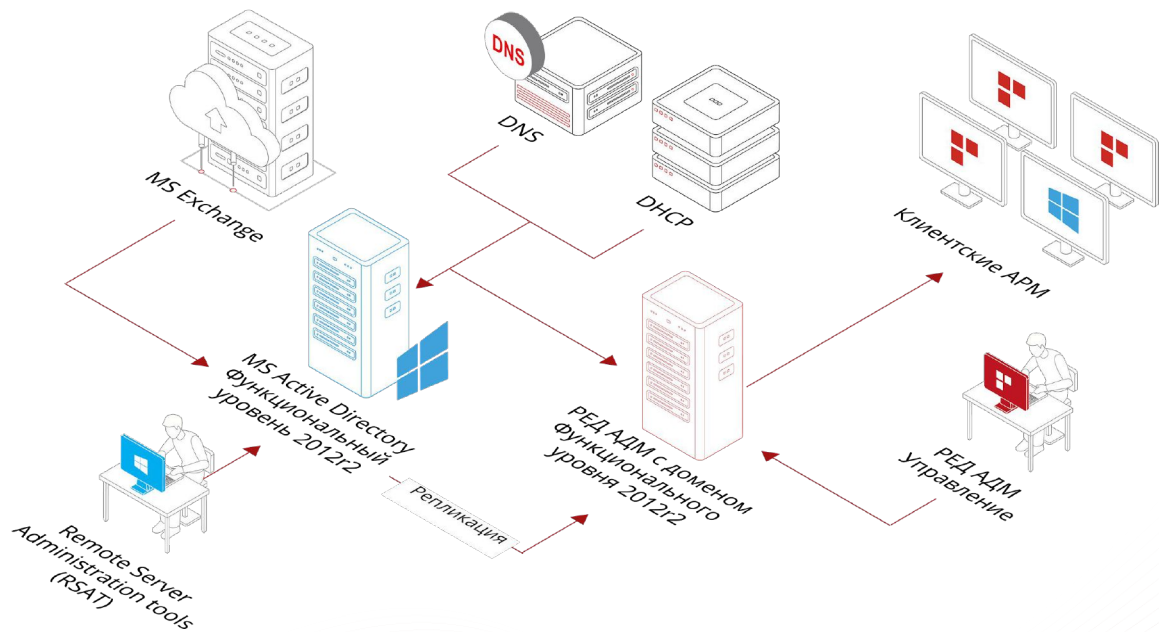 DNS
MS Exchange
DNS
DHCP
Клиентские АРМ
MS Active Directory
Функциональный
уровень 2012r2
РЕД АДМ с доменом
Функционального
уровня 2012r2
РЕД АДМ
Управление
Репликация
Remote Server
Administration tools
(RSAT)